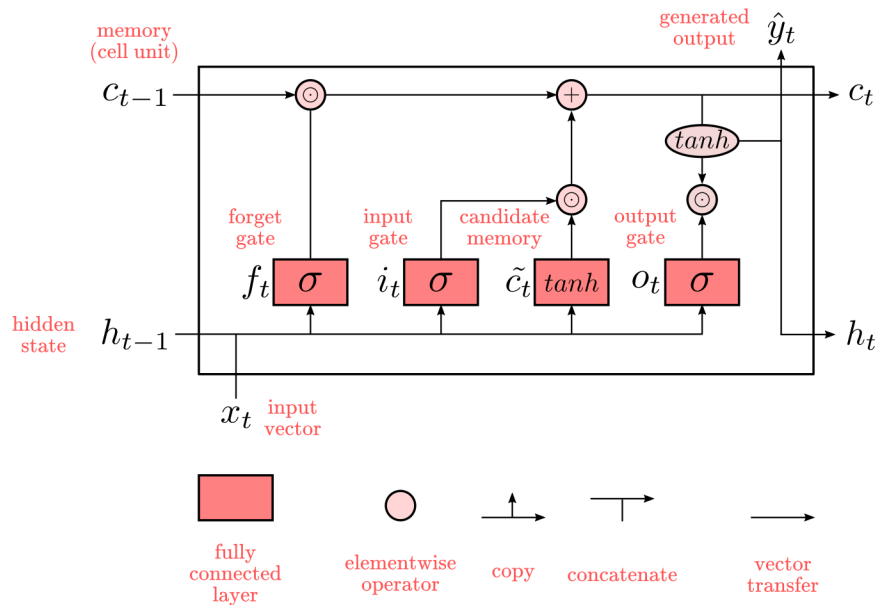 memory
(cell unit)
generated
output
ŷ_t
c_{t−1}
⊙
+
c_t
tanh
⊙
⊙
forget
gate
input
gate
candidate
memory
output
gate
f_t
σ
i_t
σ
c̃_t
tanh
o_t
σ
hidden
state
h_{t−1}
h_t
x_t
input
vector
fully
connected
layer
elementwise
operator
copy
concatenate
vector
transfer